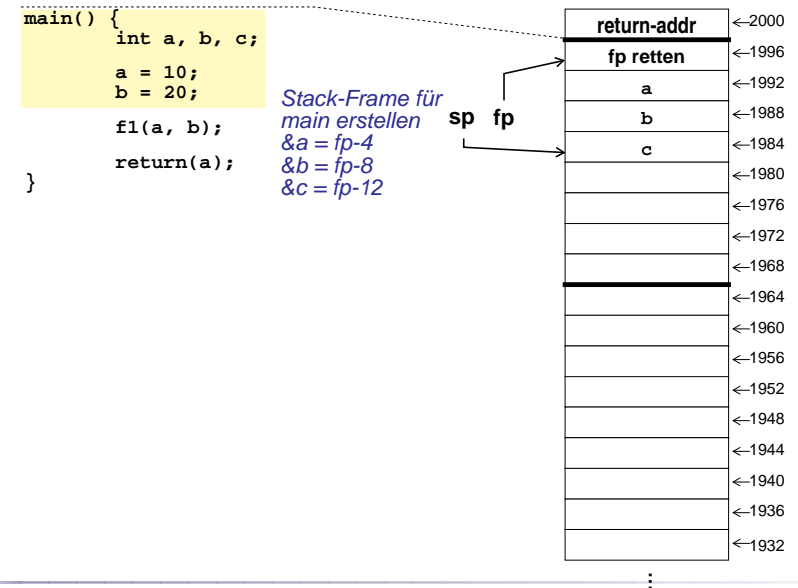 main() {
int a, b, c;
a = 10;
b = 20;
f1(a, b);
return(a);
}
Stack-Frame für
main erstellen
&a = fp-4
&b = fp-8
&c = fp-12
sp fp
return-addr
fp retten
a
b
c
2000
1996
1992
1988
1984
1980
1976
1972
1968
1964
1960
1956
1952
1948
1944
1940
1936
1932